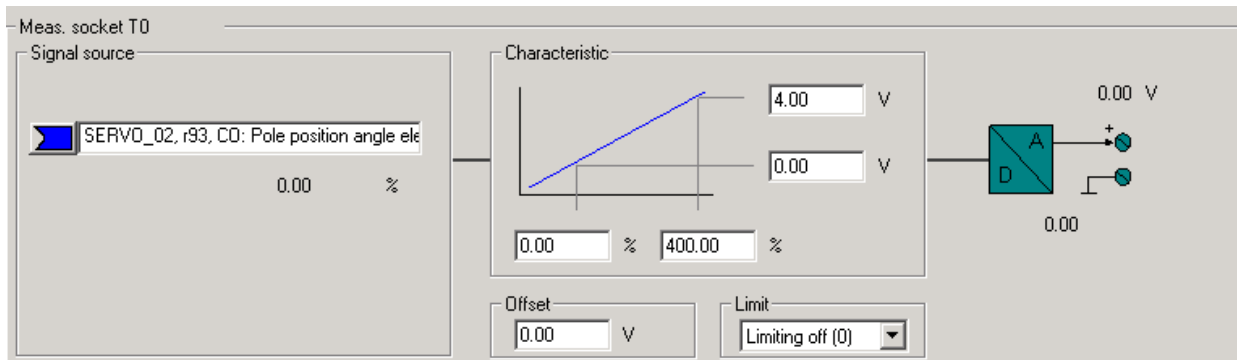 Meas. socket T0
Signal source
SERVO_02, r93, CO: Pole position angle ele
0.00 %
Characteristic
4.00 V
0.00 V
0.00 % 400.00 %
Offset
0.00 V
Limit
Limiting off (0)
0.00 V
A
D
+
0.00